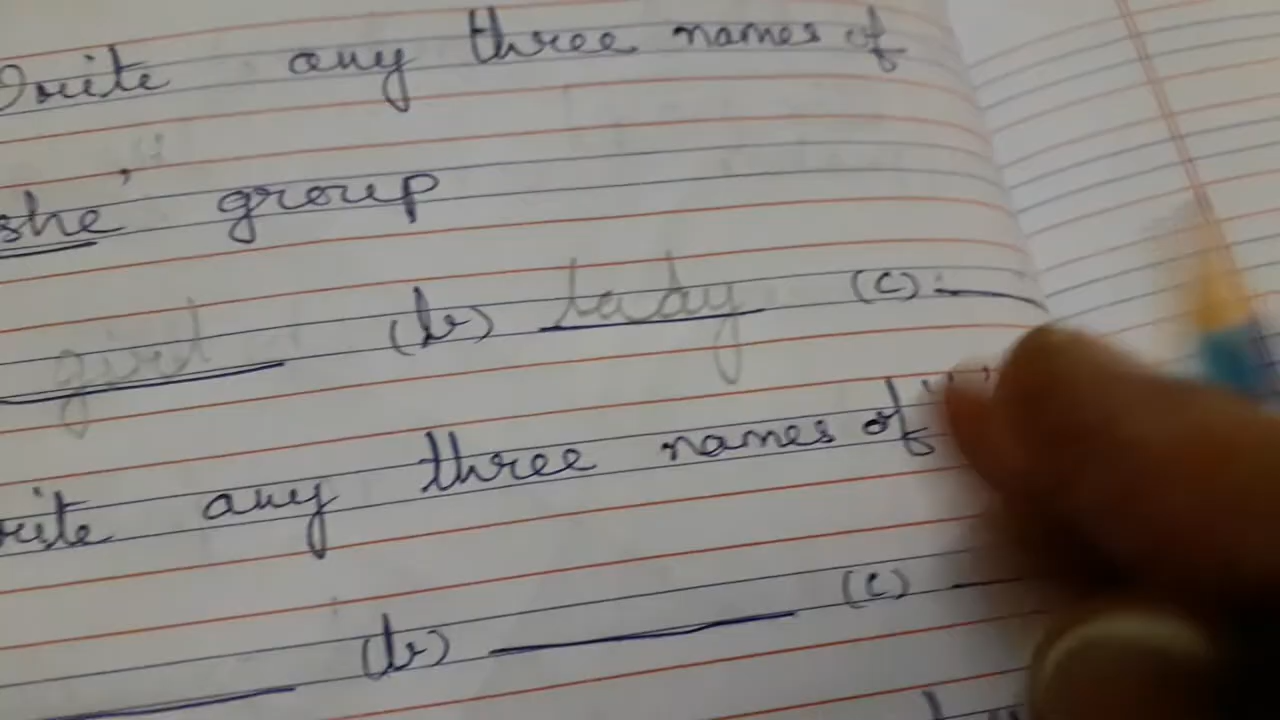 Write any three names of
she' group
girl (b) lady (c)
write any three names of
(b) (c)